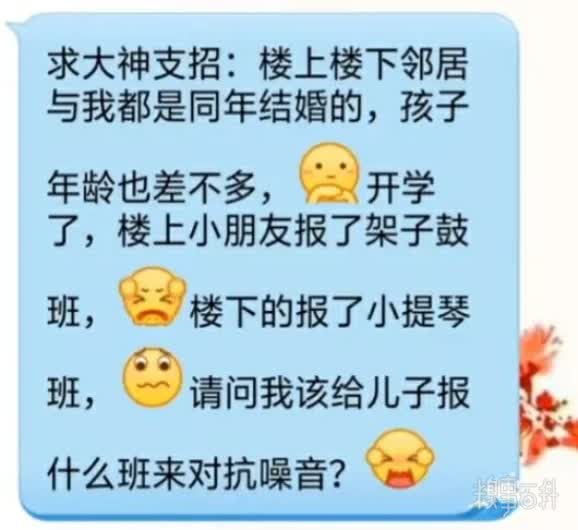 求大神支招：楼上楼下邻居
与我都是同年结婚的，孩子
年龄也差不多，开学
了，楼上小朋友报了架子鼓
班，楼下的报了小提琴
班，请问我该给儿子报
什么班来对抗噪音？
糗事百科